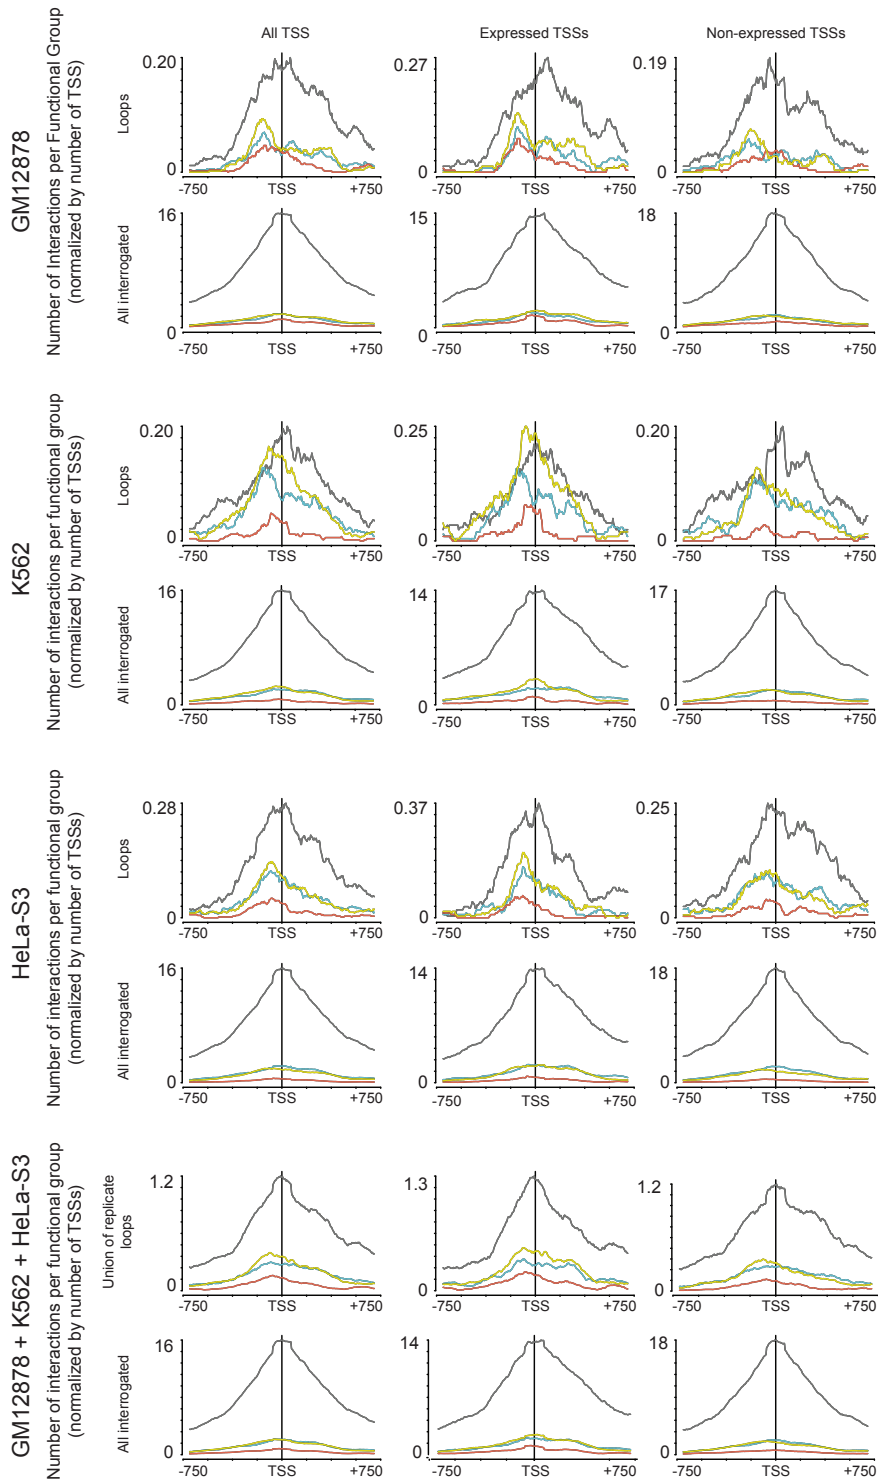 All TSS
Expressed TSSs
Non-expressed TSSs
GM12878
Number of Interactions per Functional Group
(normalized by number of TSS)
Loops
0.20
0
-750
TSS
+750
0.27
0
-750
TSS
+750
0.19
0
-750
TSS
+750
All interrogated
16
0
-750
TSS
+750
15
0
-750
TSS
+750
18
0
-750
TSS
+750
K562
Number of interactions per functional group
(normalized by number of TSSs)
Loops
0.20
0
-750
TSS
+750
0.25
0
-750
TSS
+750
0.20
0
-750
TSS
+750
All interrogated
16
0
-750
TSS
+750
14
0
-750
TSS
+750
17
0
-750
TSS
+750
HeLa-S3
Number of interactions per functional group
(normalized by number of TSSs)
Loops
0.28
0
-750
TSS
+750
0.37
0
-750
TSS
+750
0.25
0
-750
TSS
+750
All interrogated
16
0
-750
TSS
+750
14
0
-750
TSS
+750
18
0
-750
TSS
+750
GM12878 + K562 + HeLa-S3
Number of interactions per functional group
(normalized by number of TSSs)
Union of replicate
loops
1.2
0
-750
TSS
+750
1.3
0
-750
TSS
+750
1.2
0
-750
TSS
+750
All interrogated
16
0
-750
TSS
+750
14
0
-750
TSS
+750
18
0
-750
TSS
+750